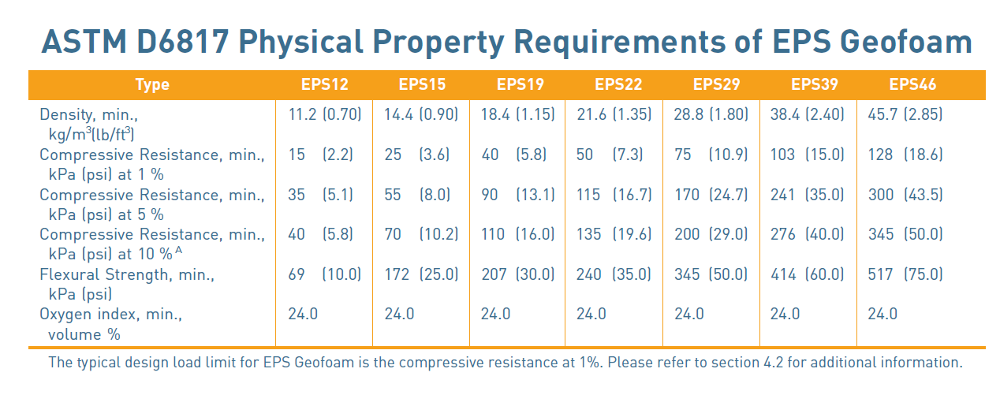 ASTM D6817 Physical Property Requirements of EPS Geofoam
Type EPS12 EPS15 EPS19 EPS22 EPS29 EPS39 EPS46
Density, min., 11.2 (0.70) 14.4 (0.90) 18.4 (1.15) 21.6 (1.35) 28.8 (1.80) 38.4 (2.40) 45.7 (2.85)
kg/m³(lb/ft³)
Compressive Resistance, min., 15 (2.2) 25 (3.6) 40 (5.8) 50 (7.3) 75 (10.9) 103 (15.0) 128 (18.6)
kPa (psi) at 1 %
Compressive Resistance, min., 35 (5.1) 55 (8.0) 90 (13.1) 115 (16.7) 170 (24.7) 241 (35.0) 300 (43.5)
kPa (psi) at 5 %
Compressive Resistance, min., 40 (5.8) 70 (10.2) 110 (16.0) 135 (19.6) 200 (29.0) 276 (40.0) 345 (50.0)
kPa (psi) at 10 % A
Flexural Strength, min., 69 (10.0) 172 (25.0) 207 (30.0) 240 (35.0) 345 (50.0) 414 (60.0) 517 (75.0)
kPa (psi)
Oxygen index, min., 24.0 24.0 24.0 24.0 24.0 24.0 24.0
volume %
The typical design load limit for EPS Geofoam is the compressive resistance at 1%. Please refer to section 4.2 for additional information.